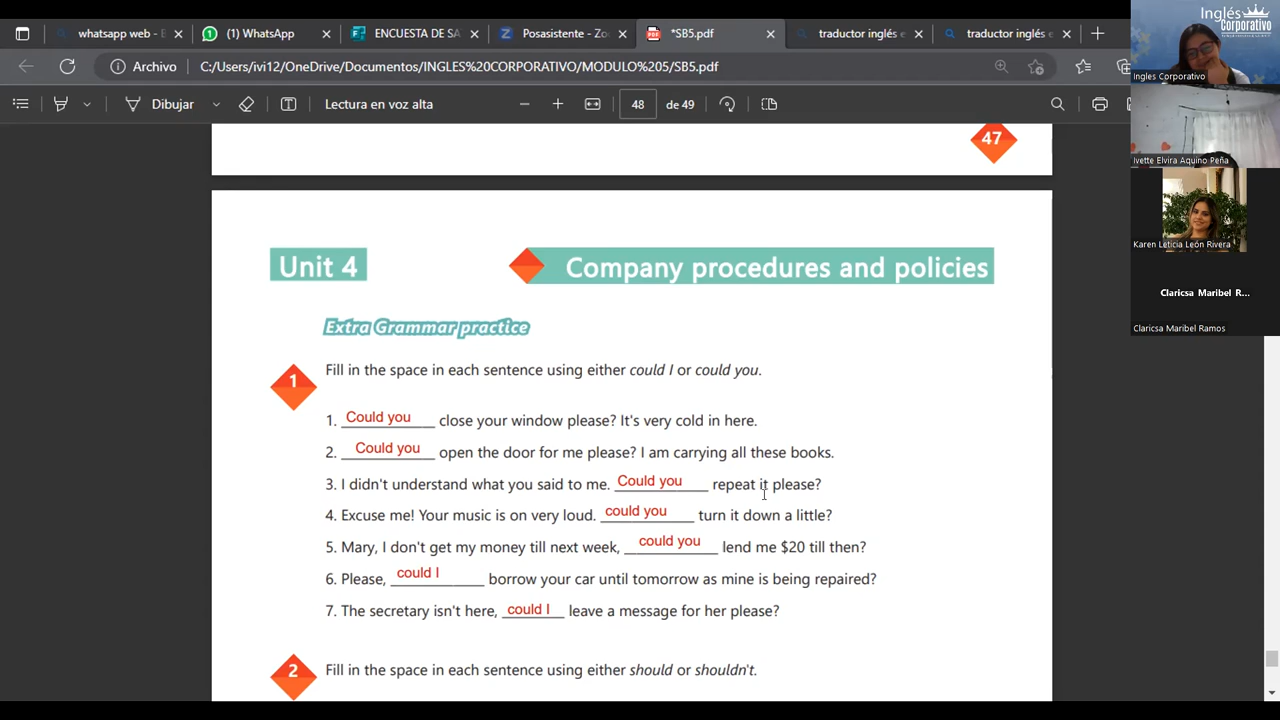 whatsapp web - E
(1) WhatsApp
ENCUESTA DE SA
Posasistente - Zoo
*SB5.pdf
traductor inglés e
traductor inglés e
Archivo
C:/Users/ivi12/OneDrive/Documentos/INGLES%20CORPORATIVO/MODULO%205/SB5.pdf
Dibujar
Lectura en voz alta
48
de 49
47
Unit 4
Company procedures and policies
Extra Grammar practice
1
Fill in the space in each sentence using either could I or could you.
1. Could you close your window please? It's very cold in here.
2. Could you open the door for me please? I am carrying all these books.
3. I didn't understand what you said to me. Could you repeat it please?
4. Excuse me! Your music is on very loud. could you turn it down a little?
5. Mary, I don't get my money till next week, could you lend me $20 till then?
6. Please, could I borrow your car until tomorrow as mine is being repaired?
7. The secretary isn't here, could I leave a message for her please?
2
Fill in the space in each sentence using either should or shouldn't.
Inglés
Corporativo
Ingles Corporativo
Ivette Elvira Aquino Peña
Karen Leticia León Rivera
Claricsa Maribel R...
Claricsa Maribel Ramos